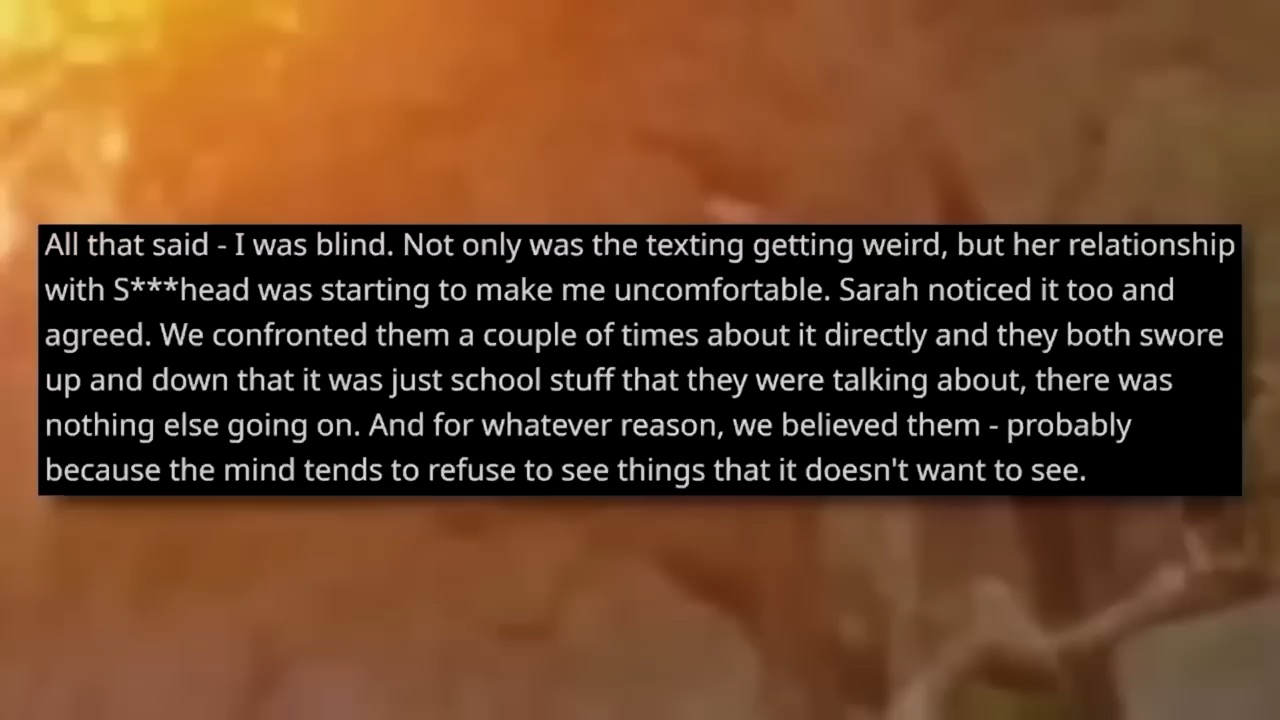 All that said - I was blind. Not only was the texting getting weird, but her relationship
with S***head was starting to make me uncomfortable. Sarah noticed it too and
agreed. We confronted them a couple of times about it directly and they both swore
up and down that it was just school stuff that they were talking about, there was
nothing else going on. And for whatever reason, we believed them - probably
because the mind tends to refuse to see things that it doesn't want to see.